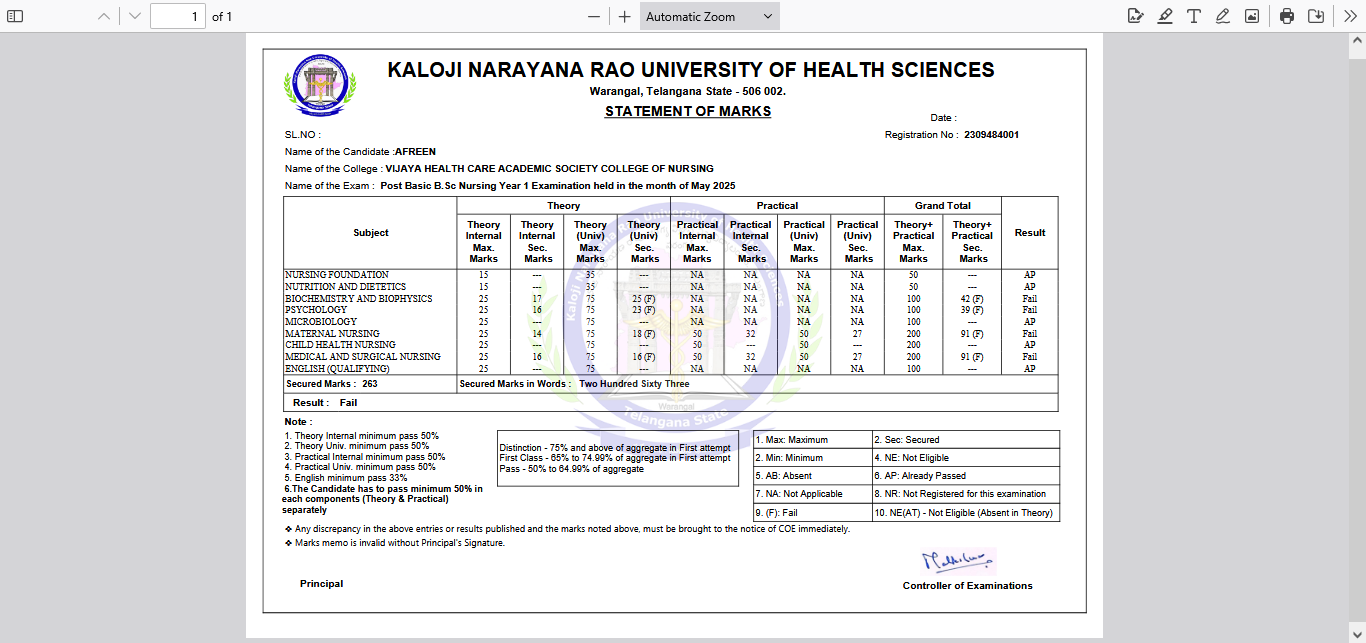 1 of 1 Automatic Zoom
KALOJI NARAYANA RAO UNIVERSITY OF HEALTH SCIENCES
Warangal, Telangana State - 506 002.
STATEMENT OF MARKS
Date :
SL.NO : Registration No : 2309484001
Name of the Candidate :AFREEN
Name of the College : VIJAYA HEALTH CARE ACADEMIC SOCIETY COLLEGE OF NURSING
Name of the Exam : Post Basic B.Sc Nursing Year 1 Examination held in the month of May 2025
Subject Theory Practical Grand Total Result
Theory Internal Max. Marks Theory Internal Sec. Marks Theory (Univ) Max. Marks Theory (Univ) Sec. Marks Practical Internal Max. Marks Practical Internal Sec. Marks Practical (Univ) Max. Marks Practical (Univ) Sec. Marks Theory+ Practical Max. Marks Theory+ Practical Sec. Marks
NURSING FOUNDATION 15 --- 35 --- NA NA NA NA 50 --- AP
NUTRITION AND DIETETICS 15 --- 35 --- NA NA NA NA 50 --- AP
BIOCHEMISTRY AND BIOPHYSICS 25 17 75 25 (F) NA NA NA NA 100 42 (F) Fail
PSYCHOLOGY 25 16 75 23 (F) NA NA NA NA 100 39 (F) Fail
MICROBIOLOGY 25 --- 75 --- NA NA NA NA 100 --- AP
MATERNAL NURSING 25 14 75 18 (F) 50 32 50 27 200 91 (F) Fail
CHILD HEALTH NURSING 25 --- 75 --- 50 --- 50 --- 200 --- AP
MEDICAL AND SURGICAL NURSING 25 16 75 16 (F) 50 32 50 27 200 91 (F) Fail
ENGLISH (QUALIFYING) 25 --- 75 --- NA NA NA NA 100 --- AP
Secured Marks : 263 Secured Marks in Words : Two Hundred Sixty Three
Result : Fail
Warangal
Telangana State
Note :
1. Theory Internal minimum pass 50%
2. Theory Univ. minimum pass 50%
3. Practical Internal minimum pass 50%
4. Practical Univ. minimum pass 50%
5. English minimum pass 33%
6.The Candidate has to pass minimum 50% in
each components (Theory & Practical)
separately
Distinction - 75% and above of aggregate in First attempt
First Class - 65% to 74.99% of aggregate in First attempt
Pass - 50% to 64.99% of aggregate
1. Max: Maximum 2. Sec: Secured
2. Min: Minimum 4. NE: Not Eligible
5. AB: Absent 6. AP: Already Passed
7. NA: Not Applicable 8. NR: Not Registered for this examination
9. (F): Fail 10. NE(AT) - Not Eligible (Absent in Theory)
❖ Any discrepancy in the above entries or results published and the marks noted above, must be brought to the notice of COE immediately.
❖ Marks memo is invalid without Principal's Signature.
Principal Controller of Examinations